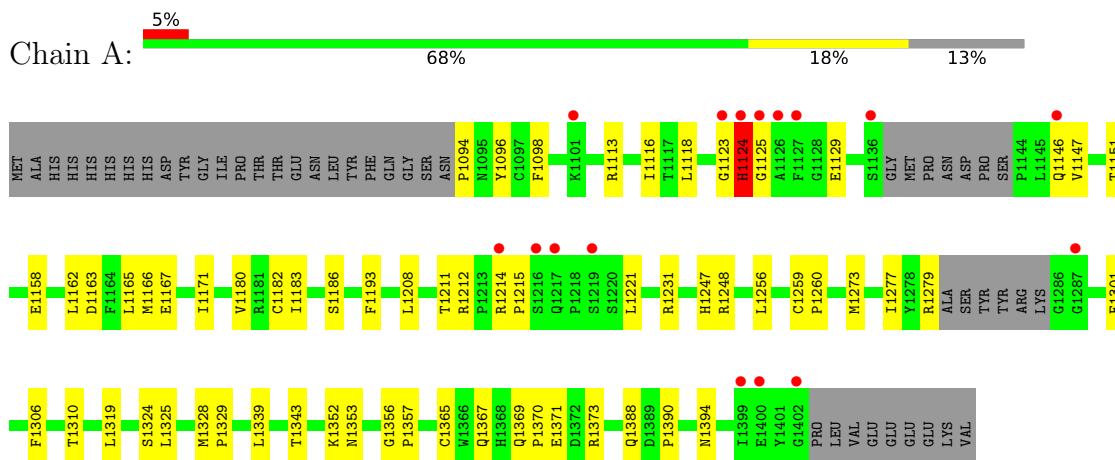 5%
Chain A:
68% 18% 13%
MET ALA HIS HIS HIS HIS HIS HIS ASP TYR GLY ILE PRO THR THR GLU ASN LEU TYR PHE GLN GLY SER ASN P1094 N1095 Y1096 C1097 F1098 K1101 R1113 I1116 T1117 L1118 G1123 H1124 G1125 A1126 F1127 G1128 E1129 S1136 GLY MET PRO ASN ASP PRO SER P1144 L1145 Q1146 V1147 T1151
E1158 L1162 D1163 F1164 L1165 M1166 E1167 I1171 V1180 R1181 C1182 I1183 S1186 F1193 L1208 T1211 R1212 P1213 R1214 P1215 S1216 Q1217 P1218 S1219 S1220 L1221 R1231 H1247 R1248 L1256 C1259 P1260 M1273 I1277 Y1278 R1279 ALA SER TYR TYR ARG LYS G1286 G1287 E1301
F1306 T1310 L1319 S1324 L1325 M1328 P1329 L1339 T1343 K1352 N1353 G1356 P1357 C1365 W1366 Q1367 H1368 Q1369 P1370 E1371 D1372 R1373 Q1388 D1389 P1390 N1394 I1399 E1400 Y1401 G1402 PRO LEU VAL GLU GLU GLU GLU LYS VAL